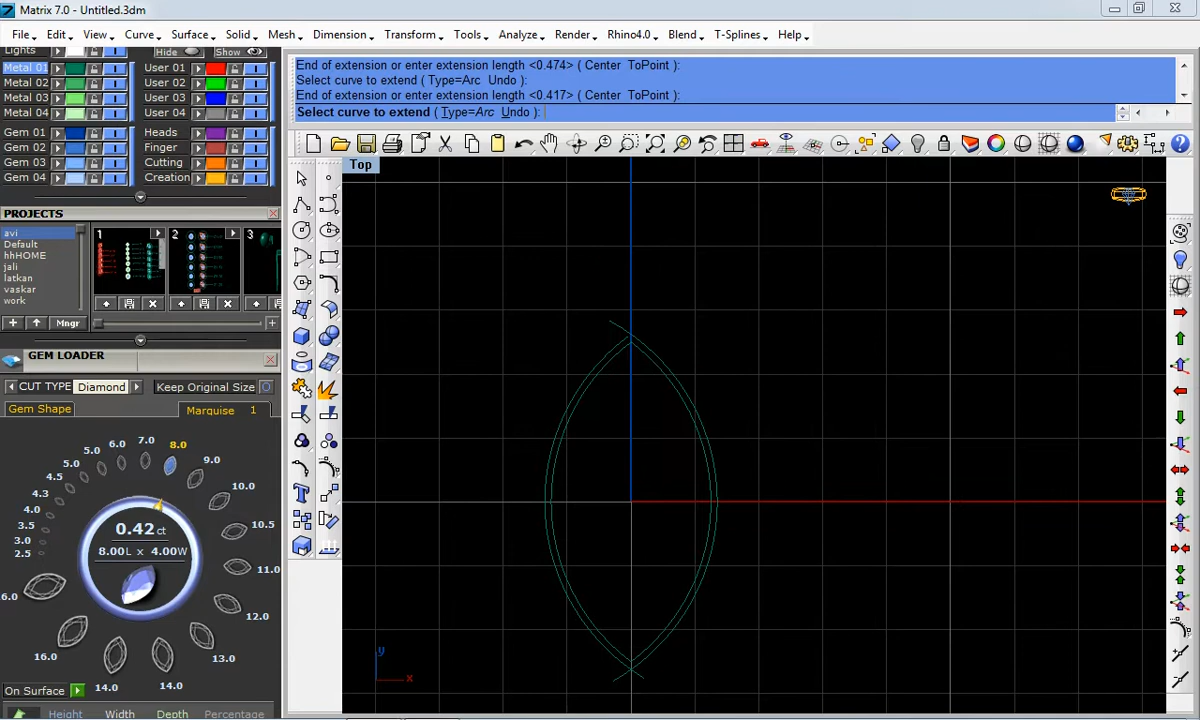 Matrix 7.0 - Untitled.3dm
File Edit View Curve Surface Solid Mesh Dimension Transform Tools Analyze Render Rhino4.0 Blend T-Splines Help
Lights Hide Show
Metal 01 User 01
Metal 02 User 02
Metal 03 User 03
Metal 04 User 04
Gem 01 Heads
Gem 02 Finger
Gem 03 Cutting
Gem 04 Creation
End of extension or enter extension length <0.474> ( Center ToPoint ):
Select curve to extend ( Type=Arc Undo ):
End of extension or enter extension length <0.417> ( Center ToPoint ):
Select curve to extend ( Type=Arc Undo ):
Top
PROJECTS
avi
Default
hhHOME
jali
latkan
vaskar
work
1 2 3
Mngr
GEM LOADER
CUT TYPE Diamond Keep Original Size
Gem Shape Marquise 1
7.0 8.0
6.0 9.0
5.0
5.0 10.0
4.5
4.3
4.0 10.5
3.5
3.0
2.5
0.42 ct
8.00L x 4.00W
11.0
6.0
12.0
16.0 13.0
14.0 14.0
On Surface
Height Width Depth Percentage
y
x